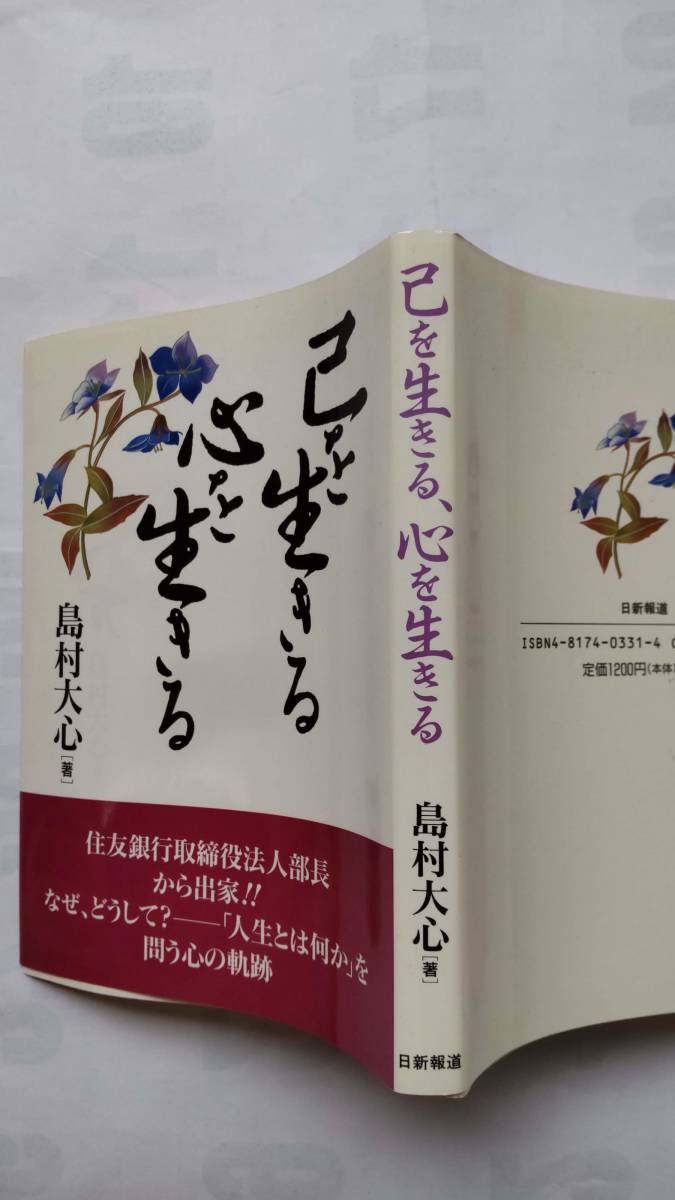 己を生きる
心を生きる
島村大心[著]
住友銀行取締役法人部長
から出家!!
なぜ、どうして?——「人生とは何か」を
問う心の軌跡
己を生きる、心を生きる
島村大心[著]
日新報道
日新報道
ISBN4-8174-0331-4
定価1200円(本体